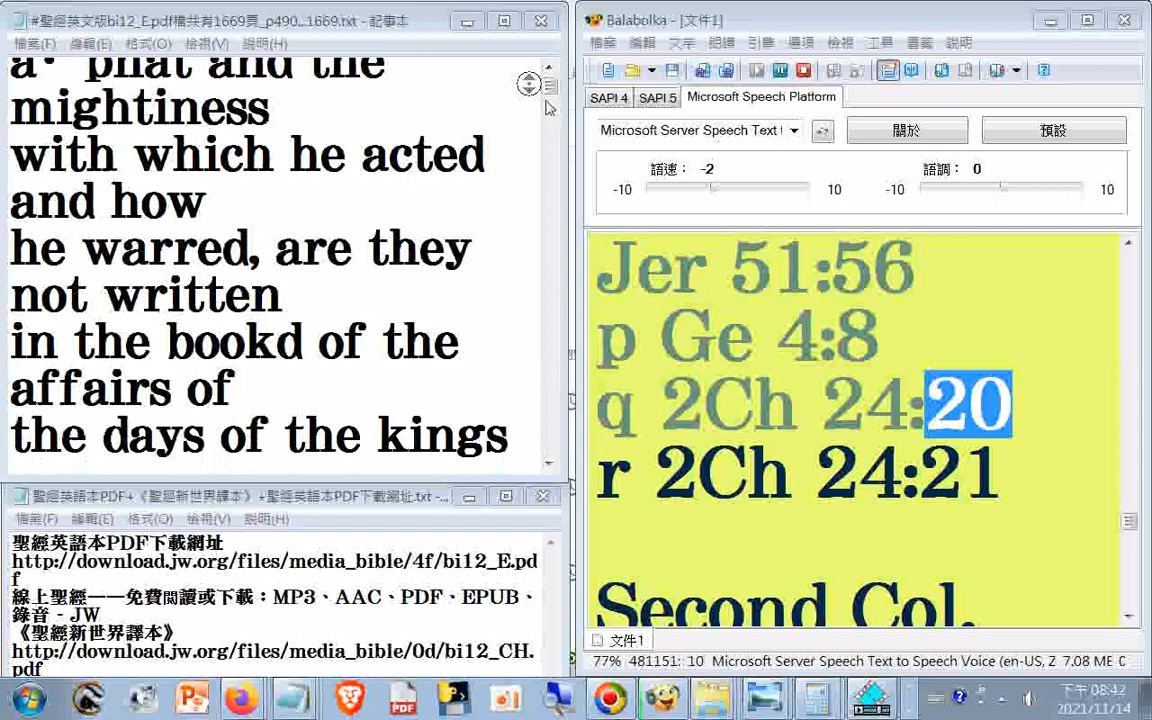 #聖經英文版bi12_E.pdf檔共有1669頁_p490...1669.txt - 記事本
檔案(F) 編輯(E) 格式(O) 檢視(V) 說明(H)
phat and the
mightiness
with which he acted
and how
he warred, are they
not written
in the bookd of the
affairs of
the days of the kings
聖經英語本PDF+《聖經新世界譯本》+聖經英語本PDF下載網址.txt - ...
檔案(F) 編輯(E) 格式(O) 檢視(V) 說明(H)
聖經英語本PDF下載網址
http://download.jw.org/files/media_bible/4f/bi12_E.pd
f
線上聖經——免費閱讀或下載：MP3、AAC、PDF、EPUB、
錄音 - JW
《聖經新世界譯本》
http://download.jw.org/files/media_bible/0d/bi12_CH.
pdf
Balabolka - [文件1]
檔案 編輯 文字 朗讀 引擎 選項 檢視 工具 書籤 說明
SAPI 4 SAPI 5 Microsoft Speech Platform
Microsoft Server Speech Text 關於 預設
語速： -2 語調： 0
-10 10 -10 10
Jer 51:56
p Ge 4:8
q 2Ch 24:20
r 2Ch 24:21
Second Col.
文件1
77% 481151: 10 Microsoft Server Speech Text to Speech Voice (en-US, Z 7.08 MB
PDF
下午 08:42
2021/11/14